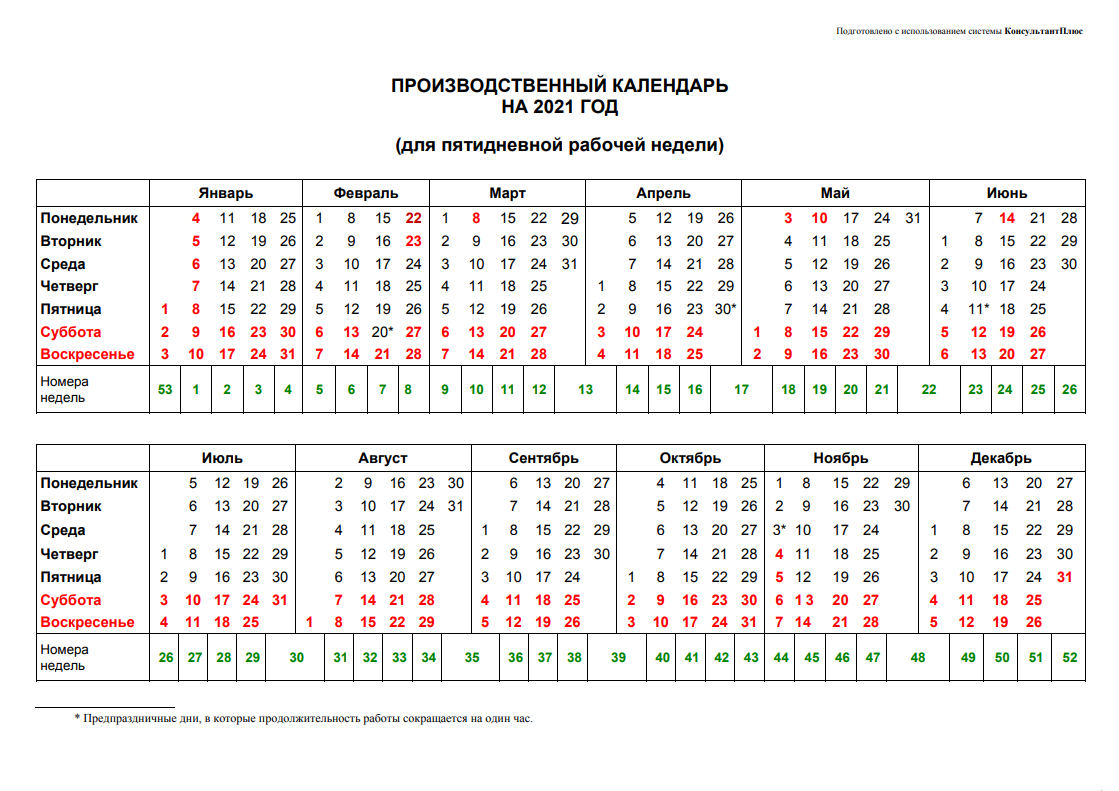 Подготовлено с использованием системы КонсультантПлюс
ПРОИЗВОДСТВЕННЫЙ КАЛЕНДАРЬ
НА 2021 ГОД
(для пятидневной рабочей недели)
Январь Февраль Март Апрель Май Июнь
Понедельник 4 11 18 25 1 8 15 22 1 8 15 22 29 5 12 19 26 3 10 17 24 31 7 14 21 28
Вторник 5 12 19 26 2 9 16 23 2 9 16 23 30 6 13 20 27 4 11 18 25 1 8 15 22 29
Среда 6 13 20 27 3 10 17 24 3 10 17 24 31 7 14 21 28 5 12 19 26 2 9 16 23 30
Четверг 7 14 21 28 4 11 18 25 4 11 18 25 1 8 15 22 29 6 13 20 27 3 10 17 24
Пятница 1 8 15 22 29 5 12 19 26 5 12 19 26 2 9 16 23 30* 7 14 21 28 4 11* 18 25
Суббота 2 9 16 23 30 6 13 20* 27 6 13 20 27 3 10 17 24 1 8 15 22 29 5 12 19 26
Воскресенье 3 10 17 24 31 7 14 21 28 7 14 21 28 4 11 18 25 2 9 16 23 30 6 13 20 27
Номера
недель 53 1 2 3 4 5 6 7 8 9 10 11 12 13 14 15 16 17 18 19 20 21 22 23 24 25 26
Июль Август Сентябрь Октябрь Ноябрь Декабрь
Понедельник 5 12 19 26 2 9 16 23 30 6 13 20 27 4 11 18 25 1 8 15 22 29 6 13 20 27
Вторник 6 13 20 27 3 10 17 24 31 7 14 21 28 5 12 19 26 2 9 16 23 30 7 14 21 28
Среда 7 14 21 28 4 11 18 25 1 8 15 22 29 6 13 20 27 3* 10 17 24 1 8 15 22 29
Четверг 1 8 15 22 29 5 12 19 26 2 9 16 23 30 7 14 21 28 4 11 18 25 2 9 16 23 30
Пятница 2 9 16 23 30 6 13 20 27 3 10 17 24 1 8 15 22 29 5 12 19 26 3 10 17 24 31
Суббота 3 10 17 24 31 7 14 21 28 4 11 18 25 2 9 16 23 30 6 13 20 27 4 11 18 25
Воскресенье 4 11 18 25 1 8 15 22 29 5 12 19 26 3 10 17 24 31 7 14 21 28 5 12 19 26
Номера
недель 26 27 28 29 30 31 32 33 34 35 36 37 38 39 40 41 42 43 44 45 46 47 48 49 50 51 52
* Предпраздничные дни, в которые продолжительность работы сокращается на один час.